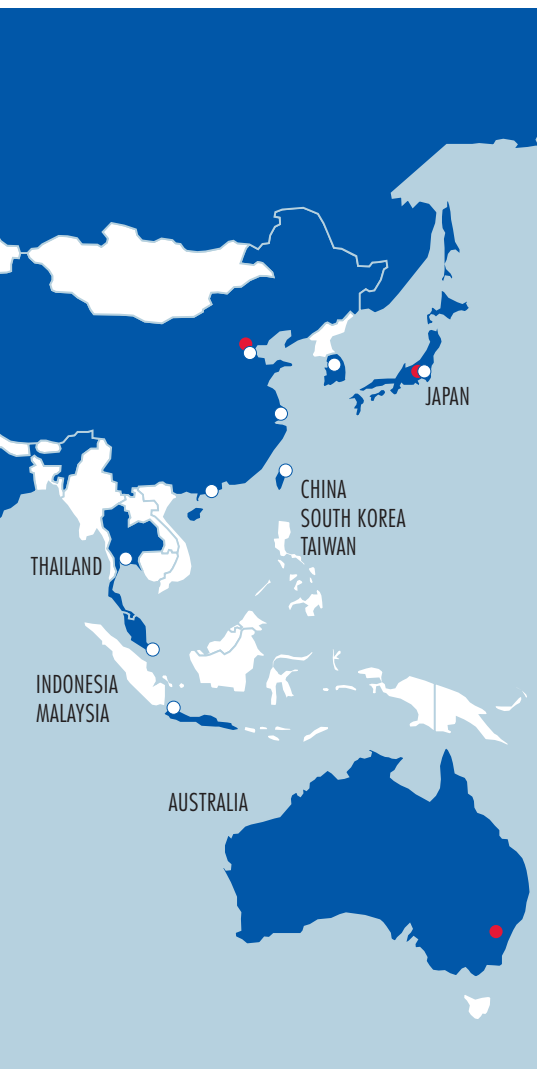 JAPAN
CHINA
SOUTH KOREA
TAIWAN
THAILAND
INDONESIA
MALAYSIA
AUSTRALIA